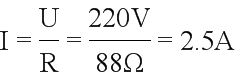 I = U/R = 220V/88Ω = 2.5A